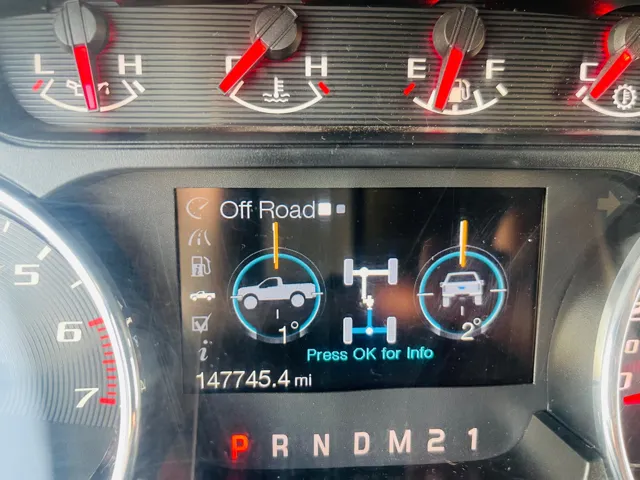 L H C H E F C
Off Road
5
6
7
1° 2°
Press OK for Info
147745.4 mi
P R N D M 2 1